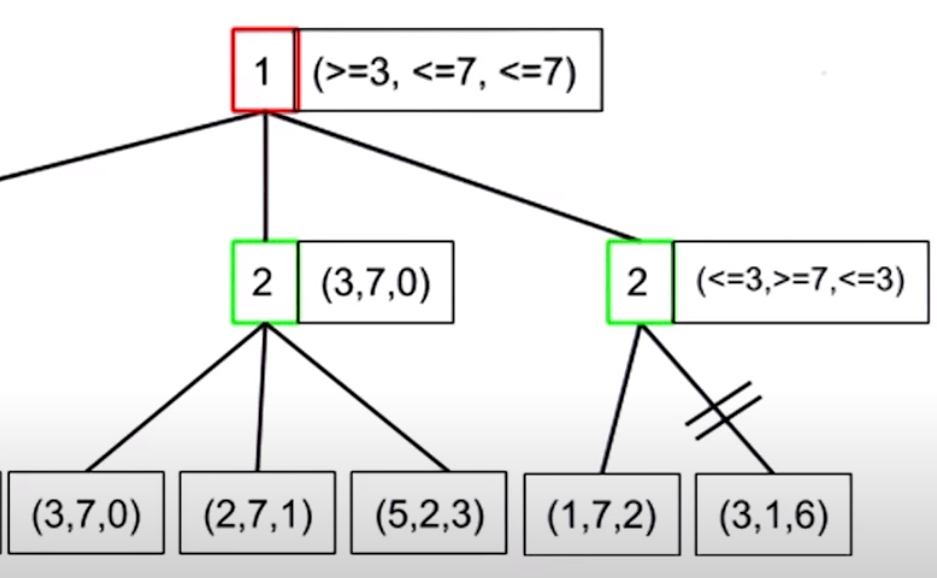 1 (>=3, <=7, <=7)
2 (3,7,0) 2 (<=3,>=7,<=3)
(3,7,0) (2,7,1) (5,2,3) (1,7,2) (3,1,6)